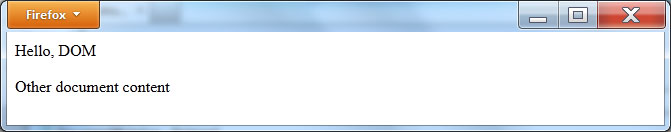 Firefox
Hello, DOM
Other document content